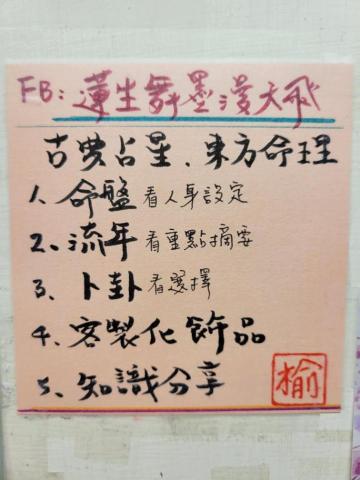 FB: 蓮生舞墨漫天飛
古典占星、東方命理
1、命盤 看人身設定
2、流年 看重點摘要
3、卜卦 看選擇
4、客製化飾品
5、知識分享
榆